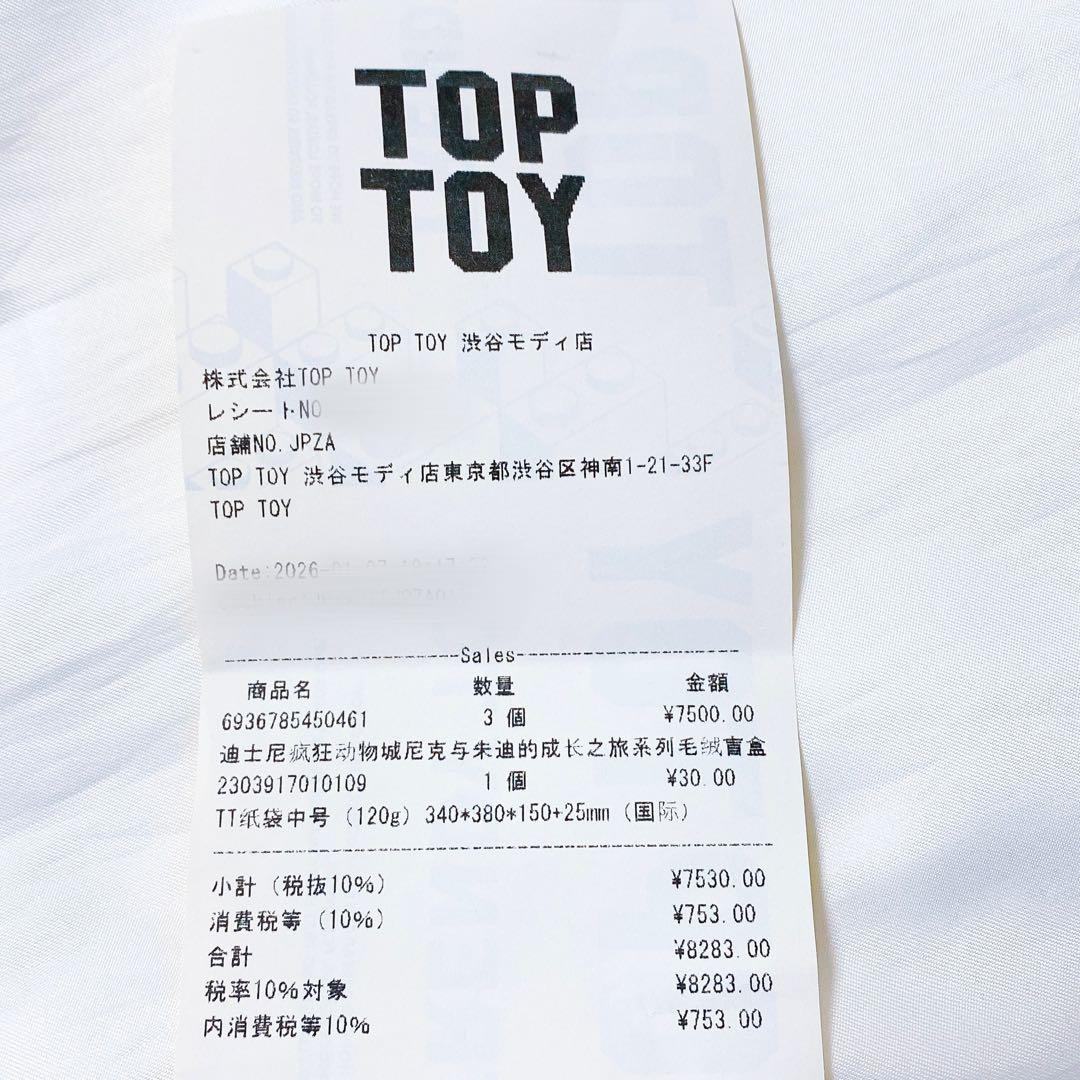 TOP
TOY
TOP TOY 渋谷モディ店
株式会社TOP TOY
レシートNO
店舗NO.JPZA
TOP TOY 渋谷モディ店東京都渋谷区神南1-21-33F
TOP TOY
Date:2026
Sales
商品名 数量 金額
6936785450461 3 個 ¥7500.00
迪士尼疯狂动物城尼克与朱迪的成长之旅系列毛绒盲盒
2303917010109 1 個 ¥30.00
TT纸袋中号 (120g) 340*380*150+25mm (国际)
小計 (税抜10%) ¥7530.00
消費税等 (10%) ¥753.00
合計 ¥8283.00
税率10%対象 ¥8283.00
内消費税等10% ¥753.00